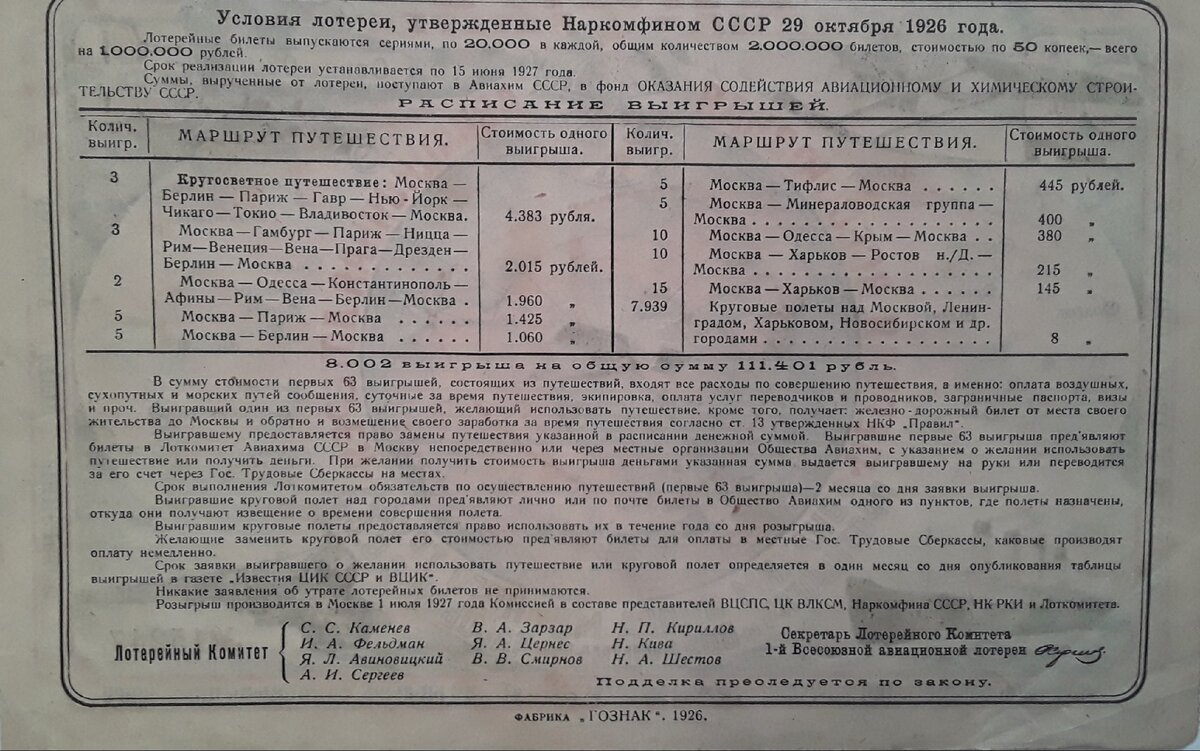 Условия лотереи, утвержденные Наркомфином СССР 29 октября 1926 года.
Лотерейные билеты выпускаются сериями, по 20.000 в каждой, общим количеством 2.000.000 билетов, стоимостью по 50 копеек,— всего
на 1.000.000 рублей.
Срок реализации лотереи устанавливается по 15 июня 1927 года.
Суммы, вырученные от лотереи, поступают в Авиахим СССР, в фонд ОКАЗАНИЯ СОДЕЙСТВИЯ АВИАЦИОННОМУ И ХИМИЧЕСКОМУ СТРОИ-
ТЕЛЬСТВУ СССР.
РАСПИСАНИЕ ВЫИГРЫШЕЙ.
Колич. выигр.
МАРШРУТ ПУТЕШЕСТВИЯ.
Стоимость одного выигрыша.
3 Кругосветное путешествие: Москва —
Берлин — Париж — Гавр — Нью-Йорк —
Чикаго — Токио — Владивосток — Москва. 4.383 рубля.
3 Москва — Гамбург — Париж — Ницца —
Рим—Венеция—Вена—Прага—Дрезден—
Берлин — Москва . . . . . . . . . . . . . 2.015 рублей.
2 Москва — Одесса — Константинополь —
Афины — Рим — Вена — Берлин — Москва . 1.960 „
5 Москва — Париж — Москва . . . . . . 1.425 „
5 Москва — Берлин — Москва . . . . . . 1.060 „
Колич. выигр.
МАРШРУТ ПУТЕШЕСТВИЯ.
Стоимость одного выигрыша.
5 Москва — Тифлис — Москва . . . . . . 445 рублей.
5 Москва — Минераловодская группа —
Москва . . . . . . . . . . . . . . . . . . 400 „
10 Москва — Одесса — Крым — Москва . . 380 „
10 Москва — Харьков — Ростов н./Д. —
Москва . . . . . . . . . . . . . . . . . . 215 „
15 Москва — Харьков — Москва . . . . . . 145 „
7.939 Круговые полеты над Москвой, Ленин-
градом, Харьковом, Новосибирском и др.
городами . . . . . . . . . . . . . . . . . 8 „
8.002 выигрыша на общую сумму 111.401 рубль.
В сумму стоимости первых 63 выигрышей, состоящих из путешествий, входят все расходы по совершению путешествия, а именно: оплата воздушных,
сухопутных и морских путей сообщения, суточные за время путешествия, экипировка, оплата услуг переводчиков и проводников, заграничные паспорта, визы
и проч. Выигравший один из первых 63 выигрышей, желающий использовать путешествие, кроме того, получает: железно-дорожный билет от места своего
жительства до Москвы и обратно и возмещение своего заработка за время путешествия согласно ст. 13 утвержденных НКФ „Правил“.
Выигравшему предоставляется право замены путешествия указанной в расписании денежной суммой. Выигравшие первые 63 выигрыша пред'являют
билеты в Лоткомитет Авиахима СССР в Москву непосредственно или через местные организации Общества Авиахим, с указанием о желании использовать
путешествие или получить деньги. При желании получить стоимость выигрыша деньгами указанная сумма выдается выигравшему на руки или переводится
за его счет через Гос. Трудовые Сберкассы на местах.
Срок выполнения Лоткомитетом обязательств по осуществлению путешествий (первые 63 выигрыша)—2 месяца со дня заявки выигрыша.
Выигравшие круговой полет над городами пред'являют лично или по почте билеты в Общество Авиахим одного из пунктов, где полеты назначены,
откуда они получают извещение о времени совершения полета.
Выигравшим круговые полеты предоставляется право использовать их в течение года со дня розыгрыша.
Желающие заменить круговой полет его стоимостью пред'являют билеты для оплаты в местные Гос. Трудовые Сберкассы, каковые производят
оплату немедленно.
Срок заявки выигравшего о желании использовать путешествие или круговой полет определяется в один месяц со дня опубликования таблицы
выигрышей в газете „Известия ЦИК СССР и ВЦИК“.
Никакие заявления об утрате лотерейных билетов не принимаются.
Розыгрыш производится в Москве 1 июля 1927 года Комиссией в составе представителей ВЦСПС, ЦК ВЛКСМ, Наркомфина СССР, НК РКИ и Лоткомитета.
Лотерейный Комитет
С. С. Каменев
И. А. Фельдман
Я. Л. Авиновицкий
А. И. Сергеев
В. А. Зарзар
Я. А. Цернес
В. В. Смирнов
Н. П. Кириллов
Н. Кива
Н. А. Шестов
Секретарь Лотерейного Комитета
1-й Всесоюзной авиационной лотереи
Подделка преследуется по закону.
ФАБРИКА „ГОЗНАК“. 1926.